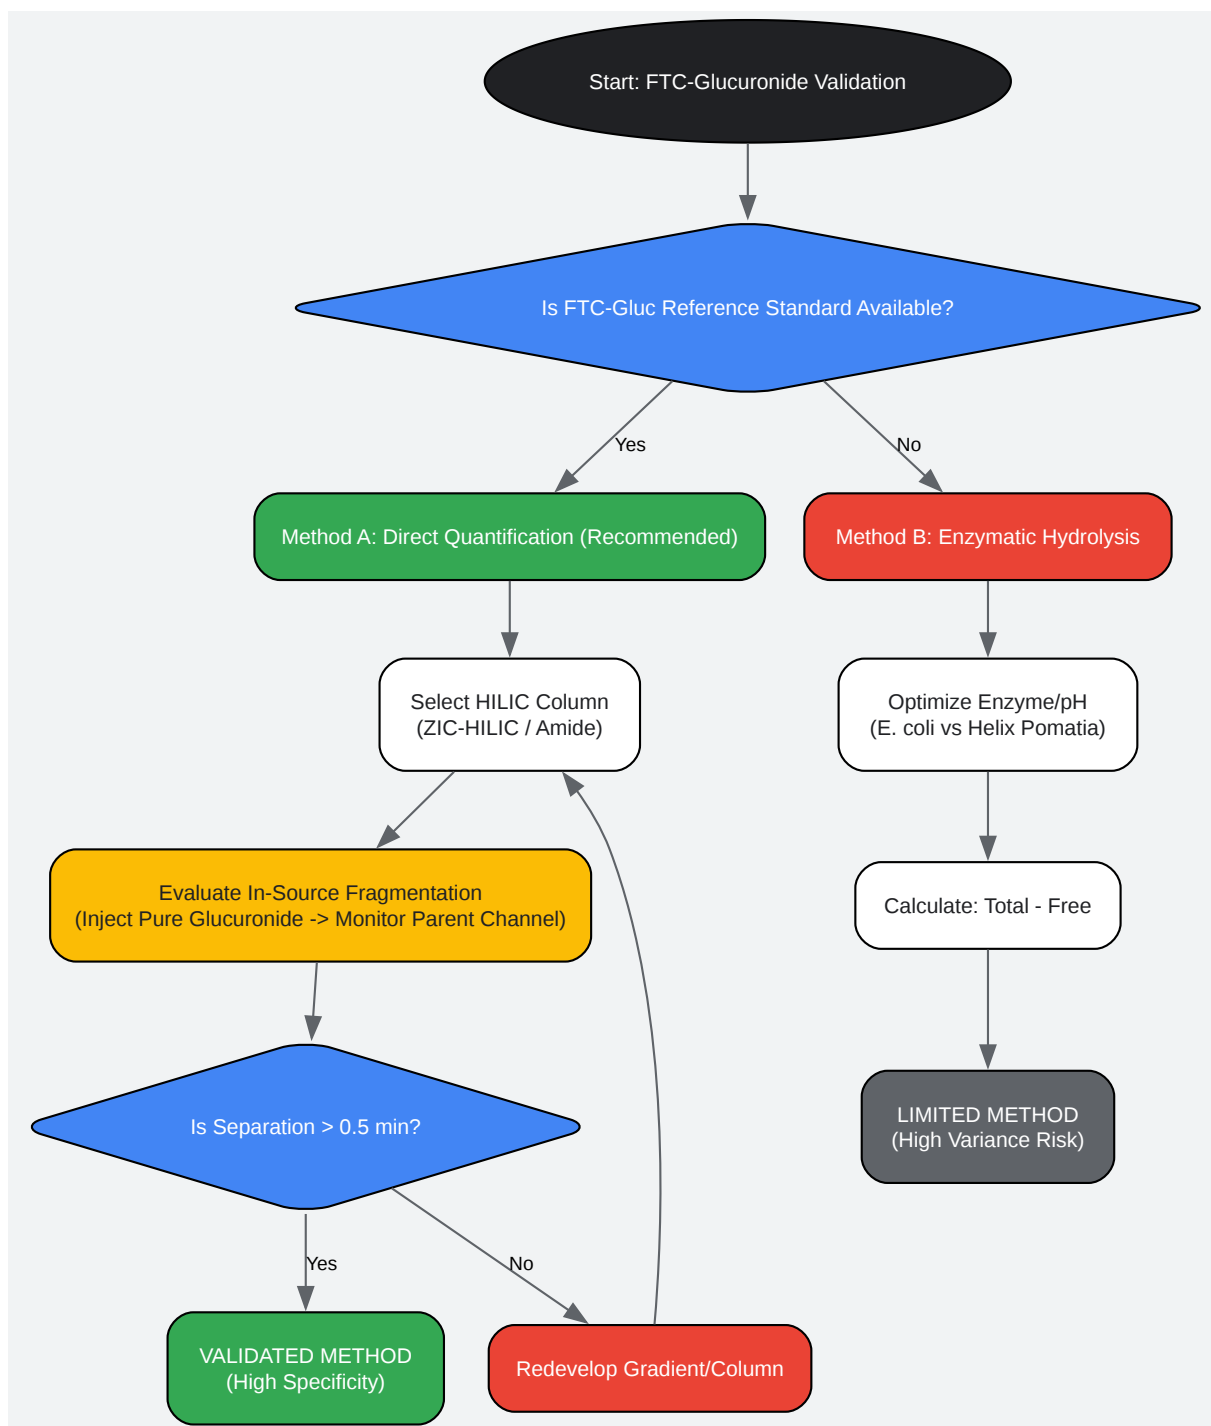 Start: FTC-Glucuronide Validation
Is FTC-Gluc Reference Standard Available?
Yes
No
Method A: Direct Quantification (Recommended)
Method B: Enzymatic Hydrolysis
Select HILIC Column
(ZIC-HILIC / Amide)
Optimize Enzyme/pH
(E. coli vs Helix Pomatia)
Evaluate In-Source Fragmentation
(Inject Pure Glucuronide -> Monitor Parent Channel)
Calculate: Total - Free
Is Separation > 0.5 min?
LIMITED METHOD
(High Variance Risk)
Yes
No
VALIDATED METHOD
(High Specificity)
Redevelop Gradient/Column